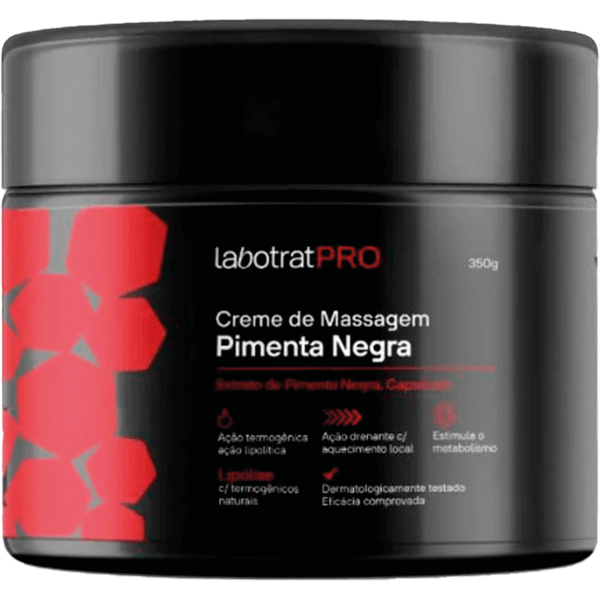 labotratPRO
350g
Creme de Massagem
Pimenta Negra
Extrato de Pimenta Negra, Capsicum
Ação termogênica
ação lipolítica
Ação drenante c/
aquecimento local
Estimula o
metabolismo
Lipólise
c/ termogênicos
naturais
Dermatologicamente testado
Eficácia comprovada